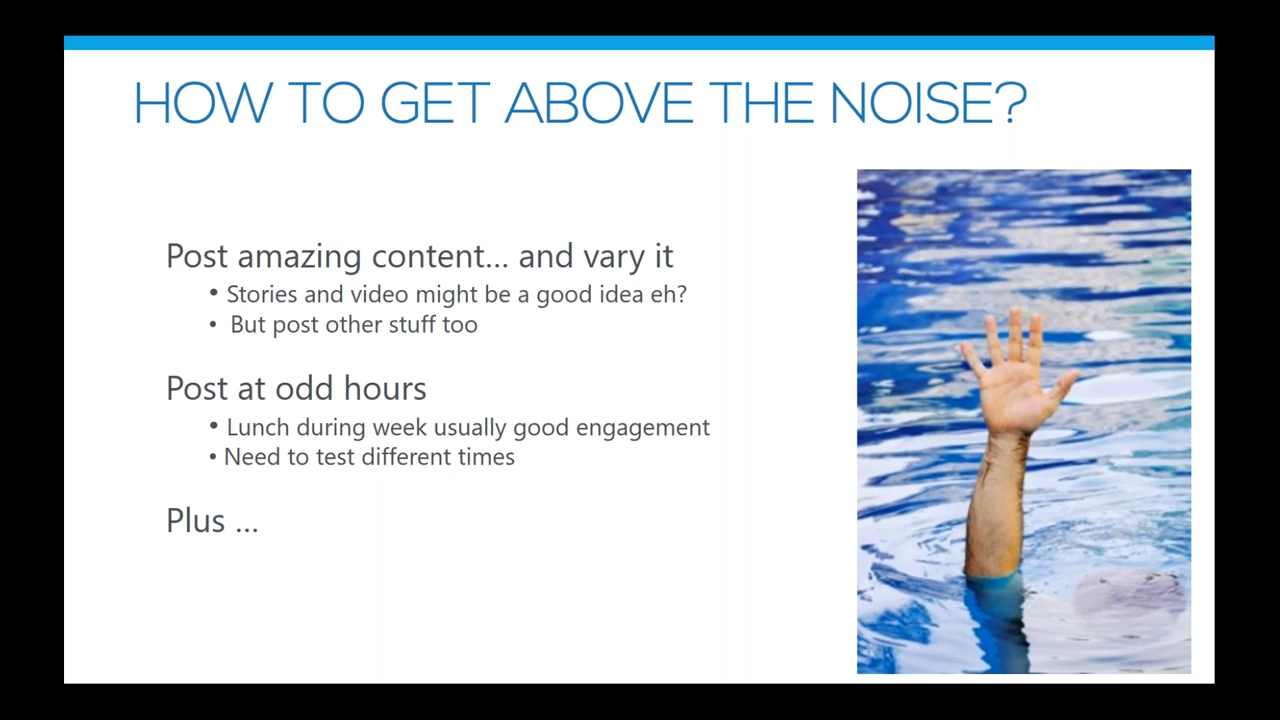 HOW TO GET ABOVE THE NOISE?
Post amazing content... and vary it
• Stories and video might be a good idea eh?
• But post other stuff too
Post at odd hours
• Lunch during week usually good engagement
• Need to test different times
Plus ...